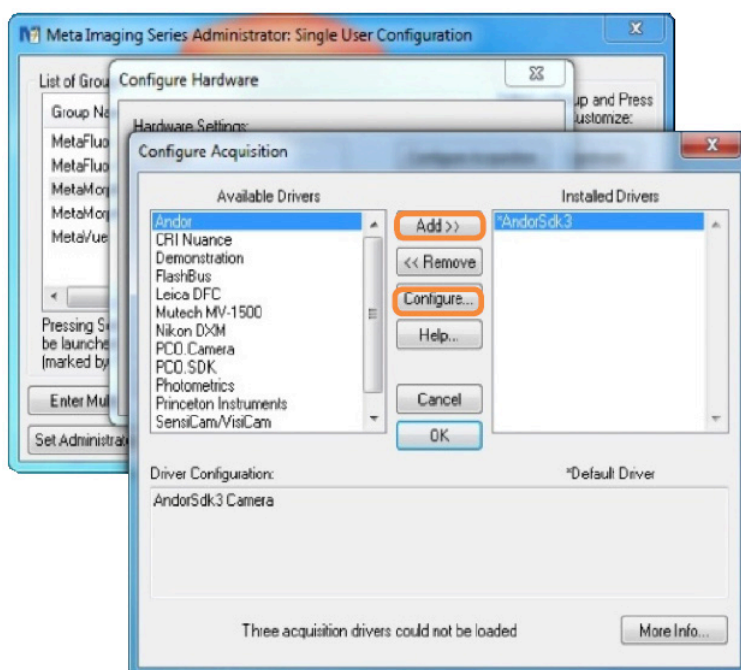 Meta Imaging Series Administrator: Single User Configuration
List of Grou
Configure Hardware
up and Press
ustomize:
Group Na
Hardware Settings:
MetaFluo
MetaFluo
MetaMorp
MetaMorp
MetaVue
Configure Acquisition
Available Drivers
Installed Drivers
Andor
CRI Nuance
Demonstration
FlashBus
Leica DFC
Mutech MV-1500
Nikon DXM
PCO.Camera
PCO.SDK
Photometrics
Princeton Instruments
SensiCam/VisiCam
Add >>
<< Remove
Configure...
Help...
Cancel
OK
*AndorSdk3
Pressing Se
be launche
(marked by
Enter Mul
Set Administrat
Driver Configuration:
*Default Driver
AndorSdk3 Camera
Three acquisition drivers could not be loaded
More Info...